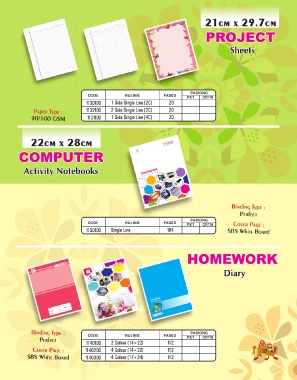 21CM X 29.7CM
PROJECT
Sheets
Paper Type :
90/100 GSM
CODE RULING PAGES PACKING
PKT CRTN
1 Side Single Line (2C) 20
1 Side Single Line (2C) 20
1 Side Single Line (4C) 20
22CM X 28CM
COMPUTER
Activity Notebooks
Binding Type :
Perfect
Cover Page :
SBS White Board
CODE RULING PAGES PACKING
PKT CRTN
Single Line 184
HOMEWORK
Diary
Binding Type :
Perfect
Cover Page :
SBS White Board
CODE RULING PAGES PACKING
PKT CRTN
2 Colour (14 × 22) 112
4 Colour (14 × 22) 112
4 Colour (17 × 24) 112